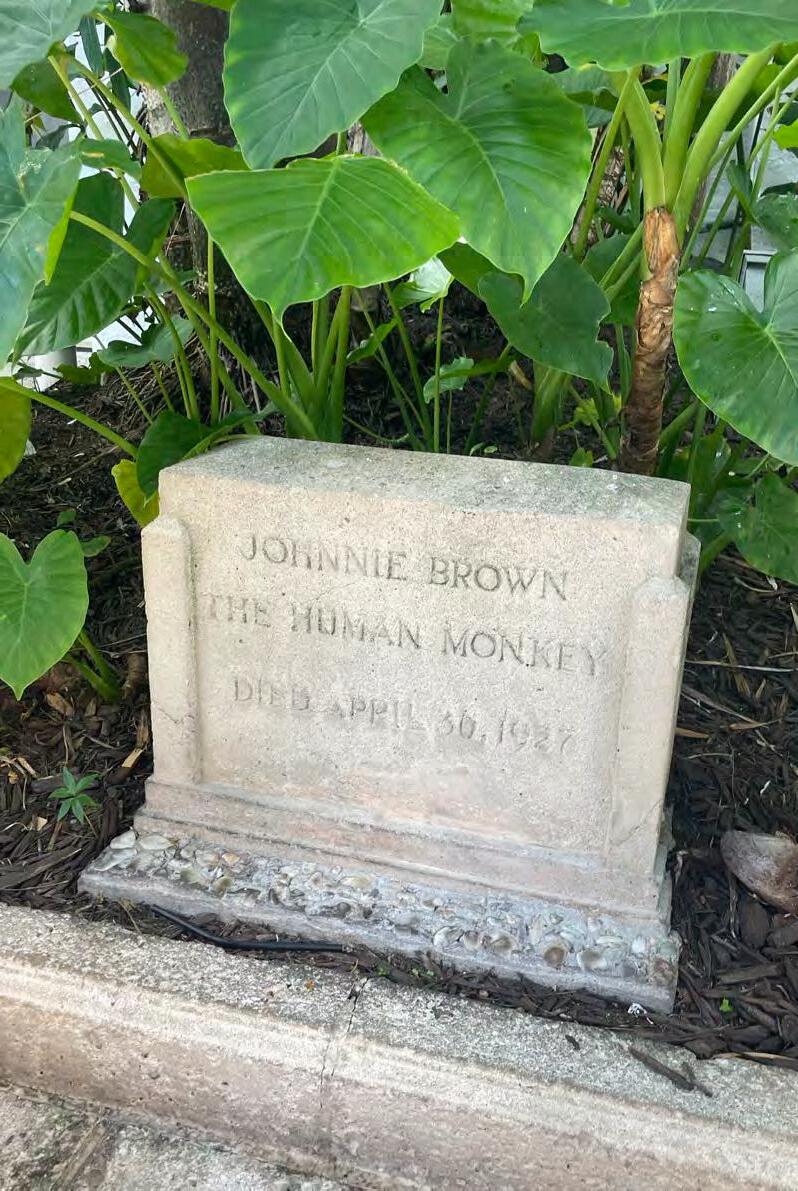 JOHNNIE BROWN
THE HUMAN MONKEY
DIED APRIL 30, 1927